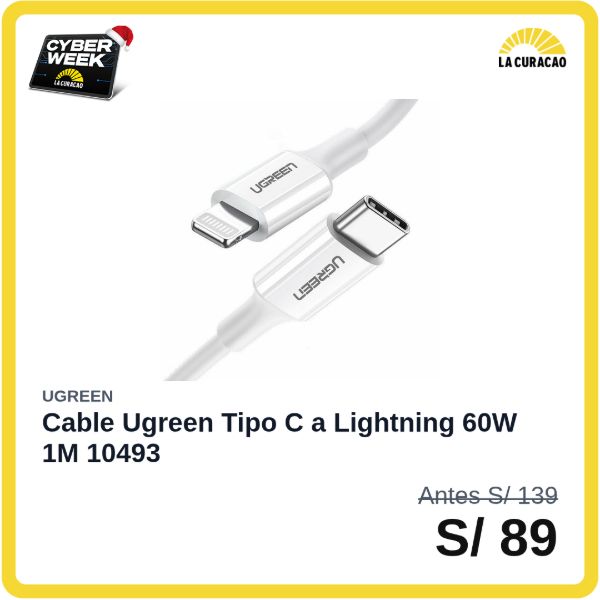 CYBER
WEEK
LA CURACAO
LA CURACAO
UGREEN
UGREEN
UGREEN
Cable Ugreen Tipo C a Lightning 60W
1M 10493
Antes S/ 139
S/ 89